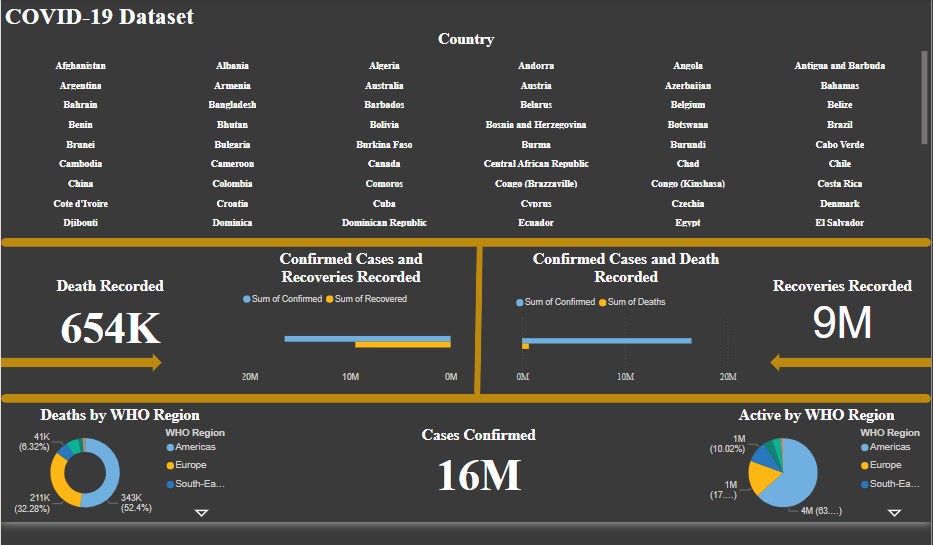 COVID-19 Dataset
Country
Afghanistan Albania Algeria Andorra Angola Antigua and Barbuda
Argentina Armenia Australia Austria Azerbaijan Bahamas
Bahrain Bangladesh Barbados Belarus Belgium Belize
Benin Bhutan Bolivia Bosnia and Herzegovina Botswana Brazil
Brunei Bulgaria Burkina Faso Burma Burundi Cabo Verde
Cambodia Cameroon Canada Central African Republic Chad Chile
China Colombia Comoros Congo (Brazzaville) Congo (Kinshasa) Costa Rica
Cote d'Ivoire Croatia Cuba Cyprus Czechia Denmark
Djibouti Dominica Dominican Republic Ecuador Egypt El Salvador
Death Recorded
654K
Confirmed Cases and
Recoveries Recorded
Sum of Confirmed Sum of Recovered
20M 10M 0M
Confirmed Cases and Death
Recorded
Sum of Confirmed Sum of Deaths
0M 10M 20M
Recoveries Recorded
9M
Deaths by WHO Region
41K
(6.32%)
211K
(32.28%)
343K
(52.4%)
WHO Region
Americas
Europe
South-Ea...
Cases Confirmed
16M
Active by WHO Region
1M
(10.02%)
1M
(17....)
4M (63....)
WHO Region
Americas
Europe
South-Ea...